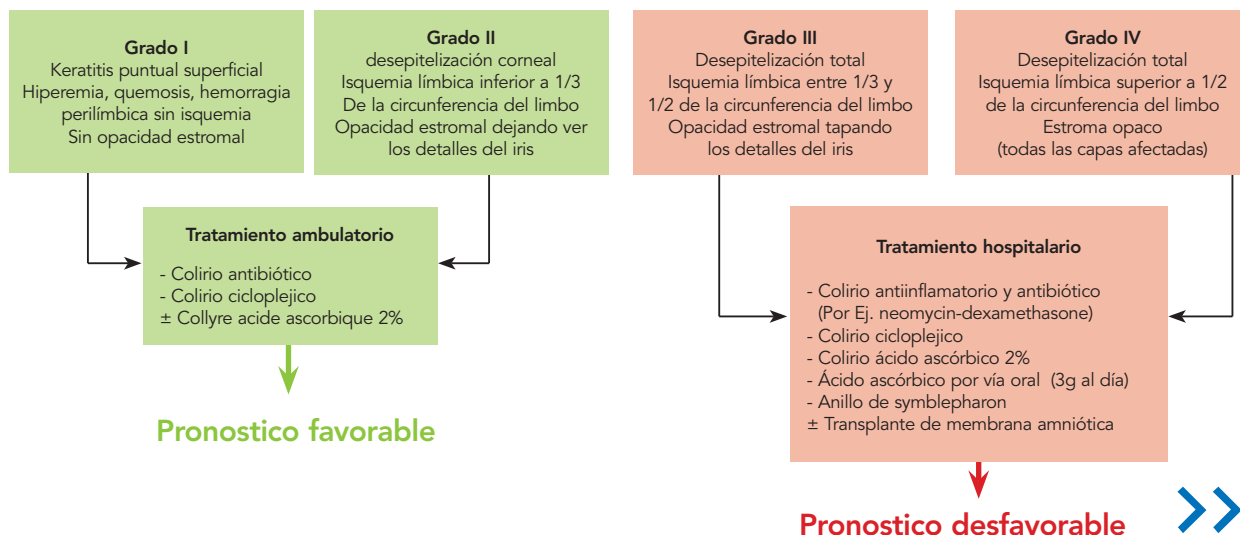 Grado I
Keratitis puntual superficial
Hiperemia, quemosis, hemorragia
perilímbica sin isquemia
Sin opacidad estromal
Grado II
desepitelización corneal
Isquemia límbica inferior a 1/3
De la circunferencia del limbo
Opacidad estromal dejando ver
los detalles del iris
Grado III
Desepitelización total
Isquemia límbica entre 1/3 y
1/2 de la circunferencia del limbo
Opacidad estromal tapando
los detalles del iris
Grado IV
Desepitelización total
Isquemia límbica superior a 1/2
de la circunferencia del limbo
Estroma opaco
(todas las capas afectadas)
Tratamiento ambulatorio
- Colirio antibiótico
- Colirio cicloplejico
± Collyre acide ascorbique 2%
Pronostico favorable
Tratamiento hospitalario
- Colirio antiinflamatorio y antibiótico
(Por Ej. neomycin-dexamethasone)
- Colirio cicloplejico
- Colirio ácido ascórbico 2%
- Ácido ascórbico por vía oral (3g al día)
- Anillo de symblepharon
± Transplante de membrana amniótica
Pronostico desfavorable